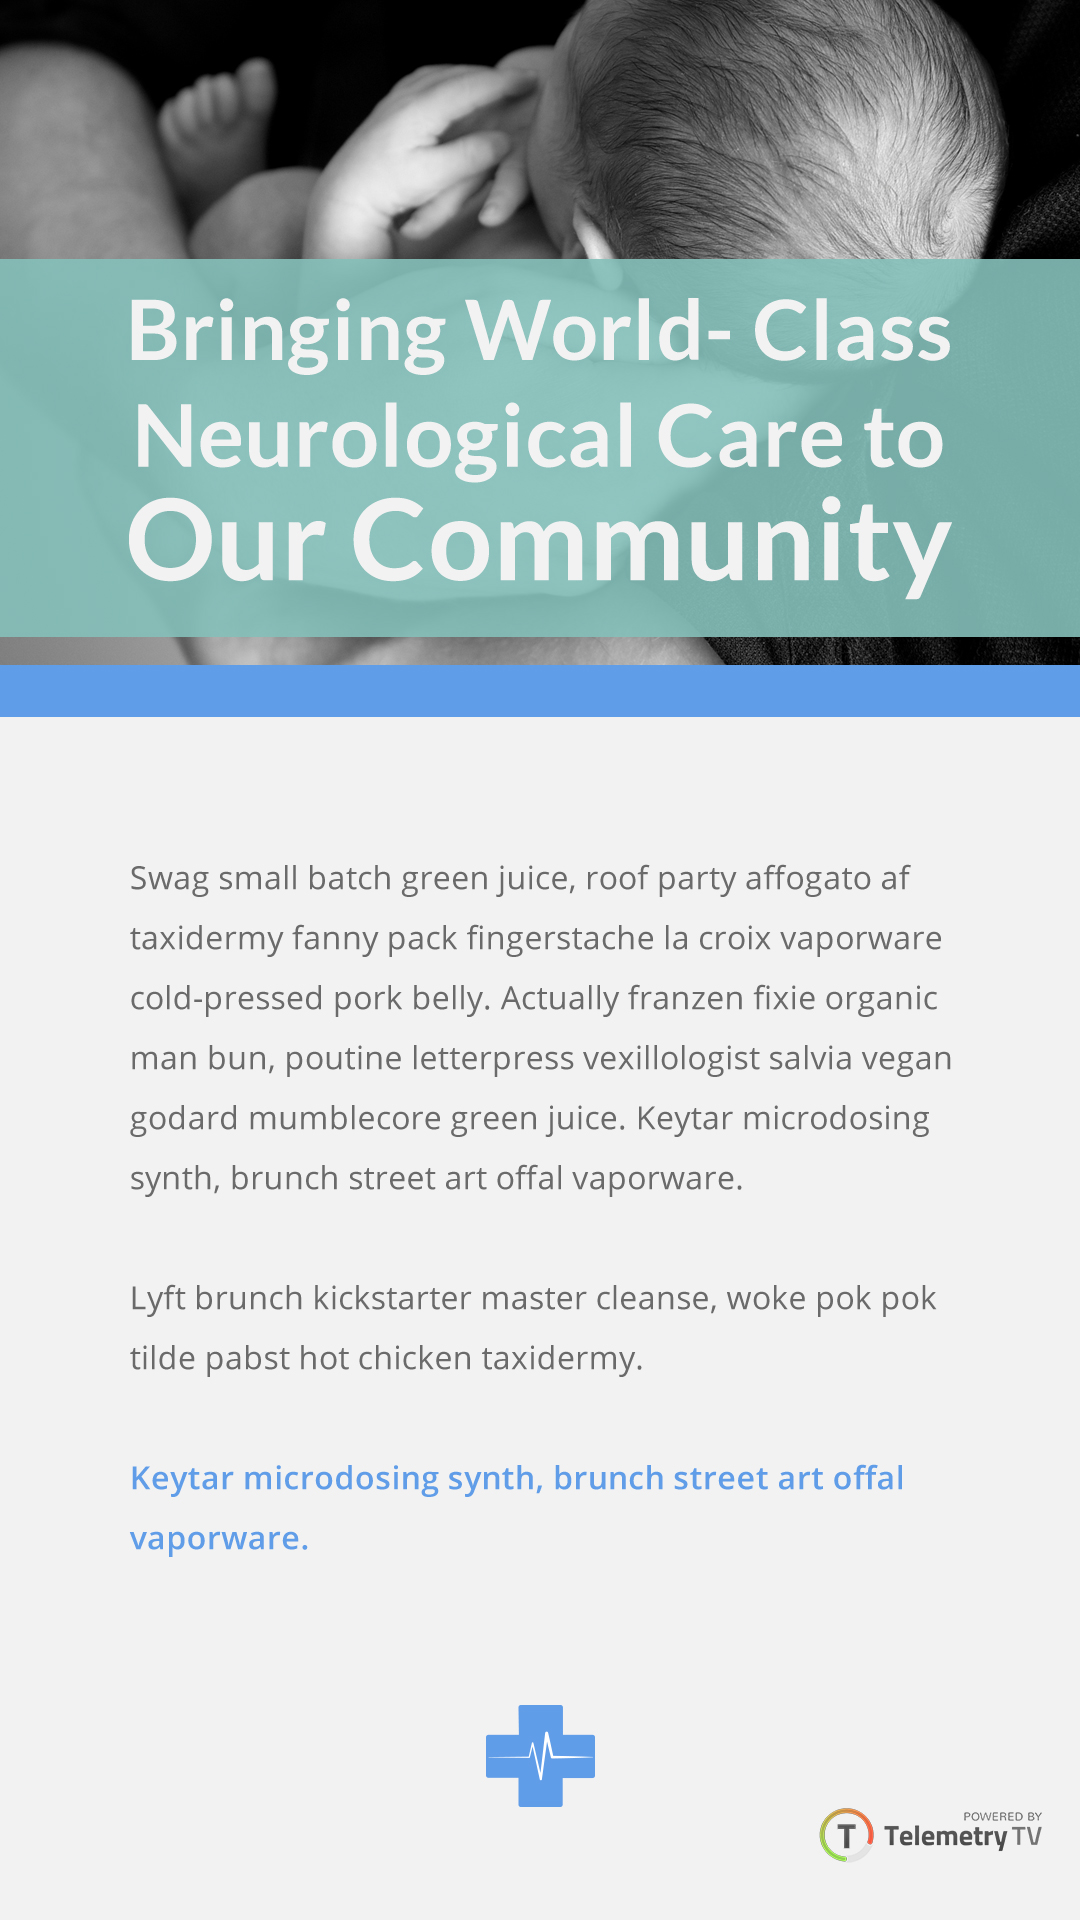 Bringing World- Class
Neurological Care to
Our Community
Swag small batch green juice, roof party affogato af
taxidermy fanny pack fingerstache la croix vaporware
cold-pressed pork belly. Actually franzen fixie organic
man bun, poutine letterpress vexillologist salvia vegan
godard mumblecore green juice. Keytar microdosing
synth, brunch street art offal vaporware.
Lyft brunch kickstarter master cleanse, woke pok pok
tilde pabst hot chicken taxidermy.
Keytar microdosing synth, brunch street art offal
vaporware.
POWERED BY
T Telemetry TV